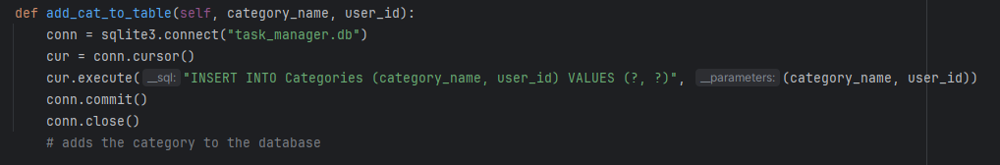 def add_cat_to_table(self, category_name, user_id):
    conn = sqlite3.connect("task_manager.db")
    cur = conn.cursor()
    cur.execute(__sql: "INSERT INTO Categories (category_name, user_id) VALUES (?, ?)", __parameters: (category_name, user_id))
    conn.commit()
    conn.close()
    # adds the category to the database